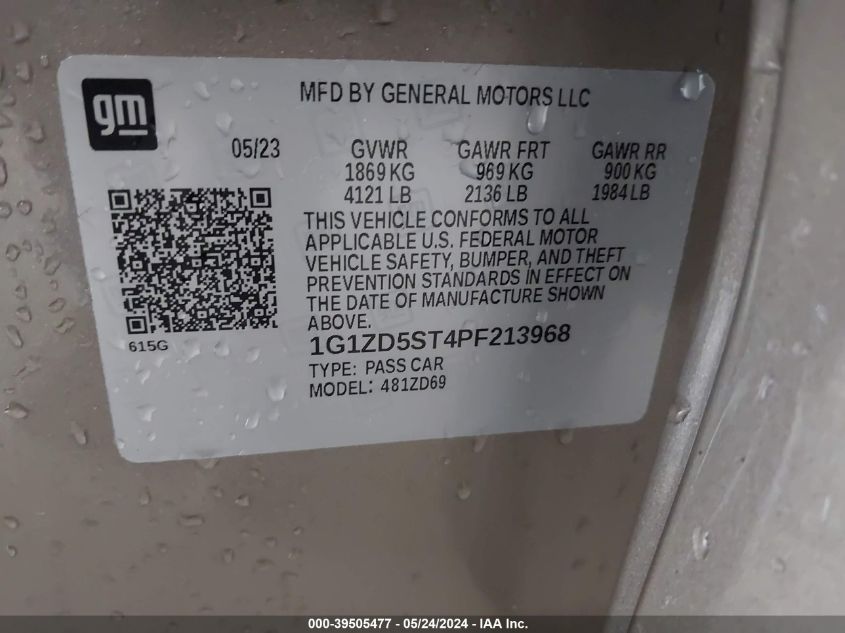 gm
MFD BY GENERAL MOTORS LLC
05/23 GVWR GAWR FRT GAWR RR
1869 KG 969 KG 900 KG
4121 LB 2136 LB 1984 LB
THIS VEHICLE CONFORMS TO ALL
APPLICABLE U.S. FEDERAL MOTOR
VEHICLE SAFETY, BUMPER, AND THEFT
PREVENTION STANDARDS IN EFFECT ON
THE DATE OF MANUFACTURE SHOWN
ABOVE.
615G
1G1ZD5ST4PF213968
TYPE: PASS CAR
MODEL: 481ZD69
000-39505477 - 05/24/2024 - IAA Inc.